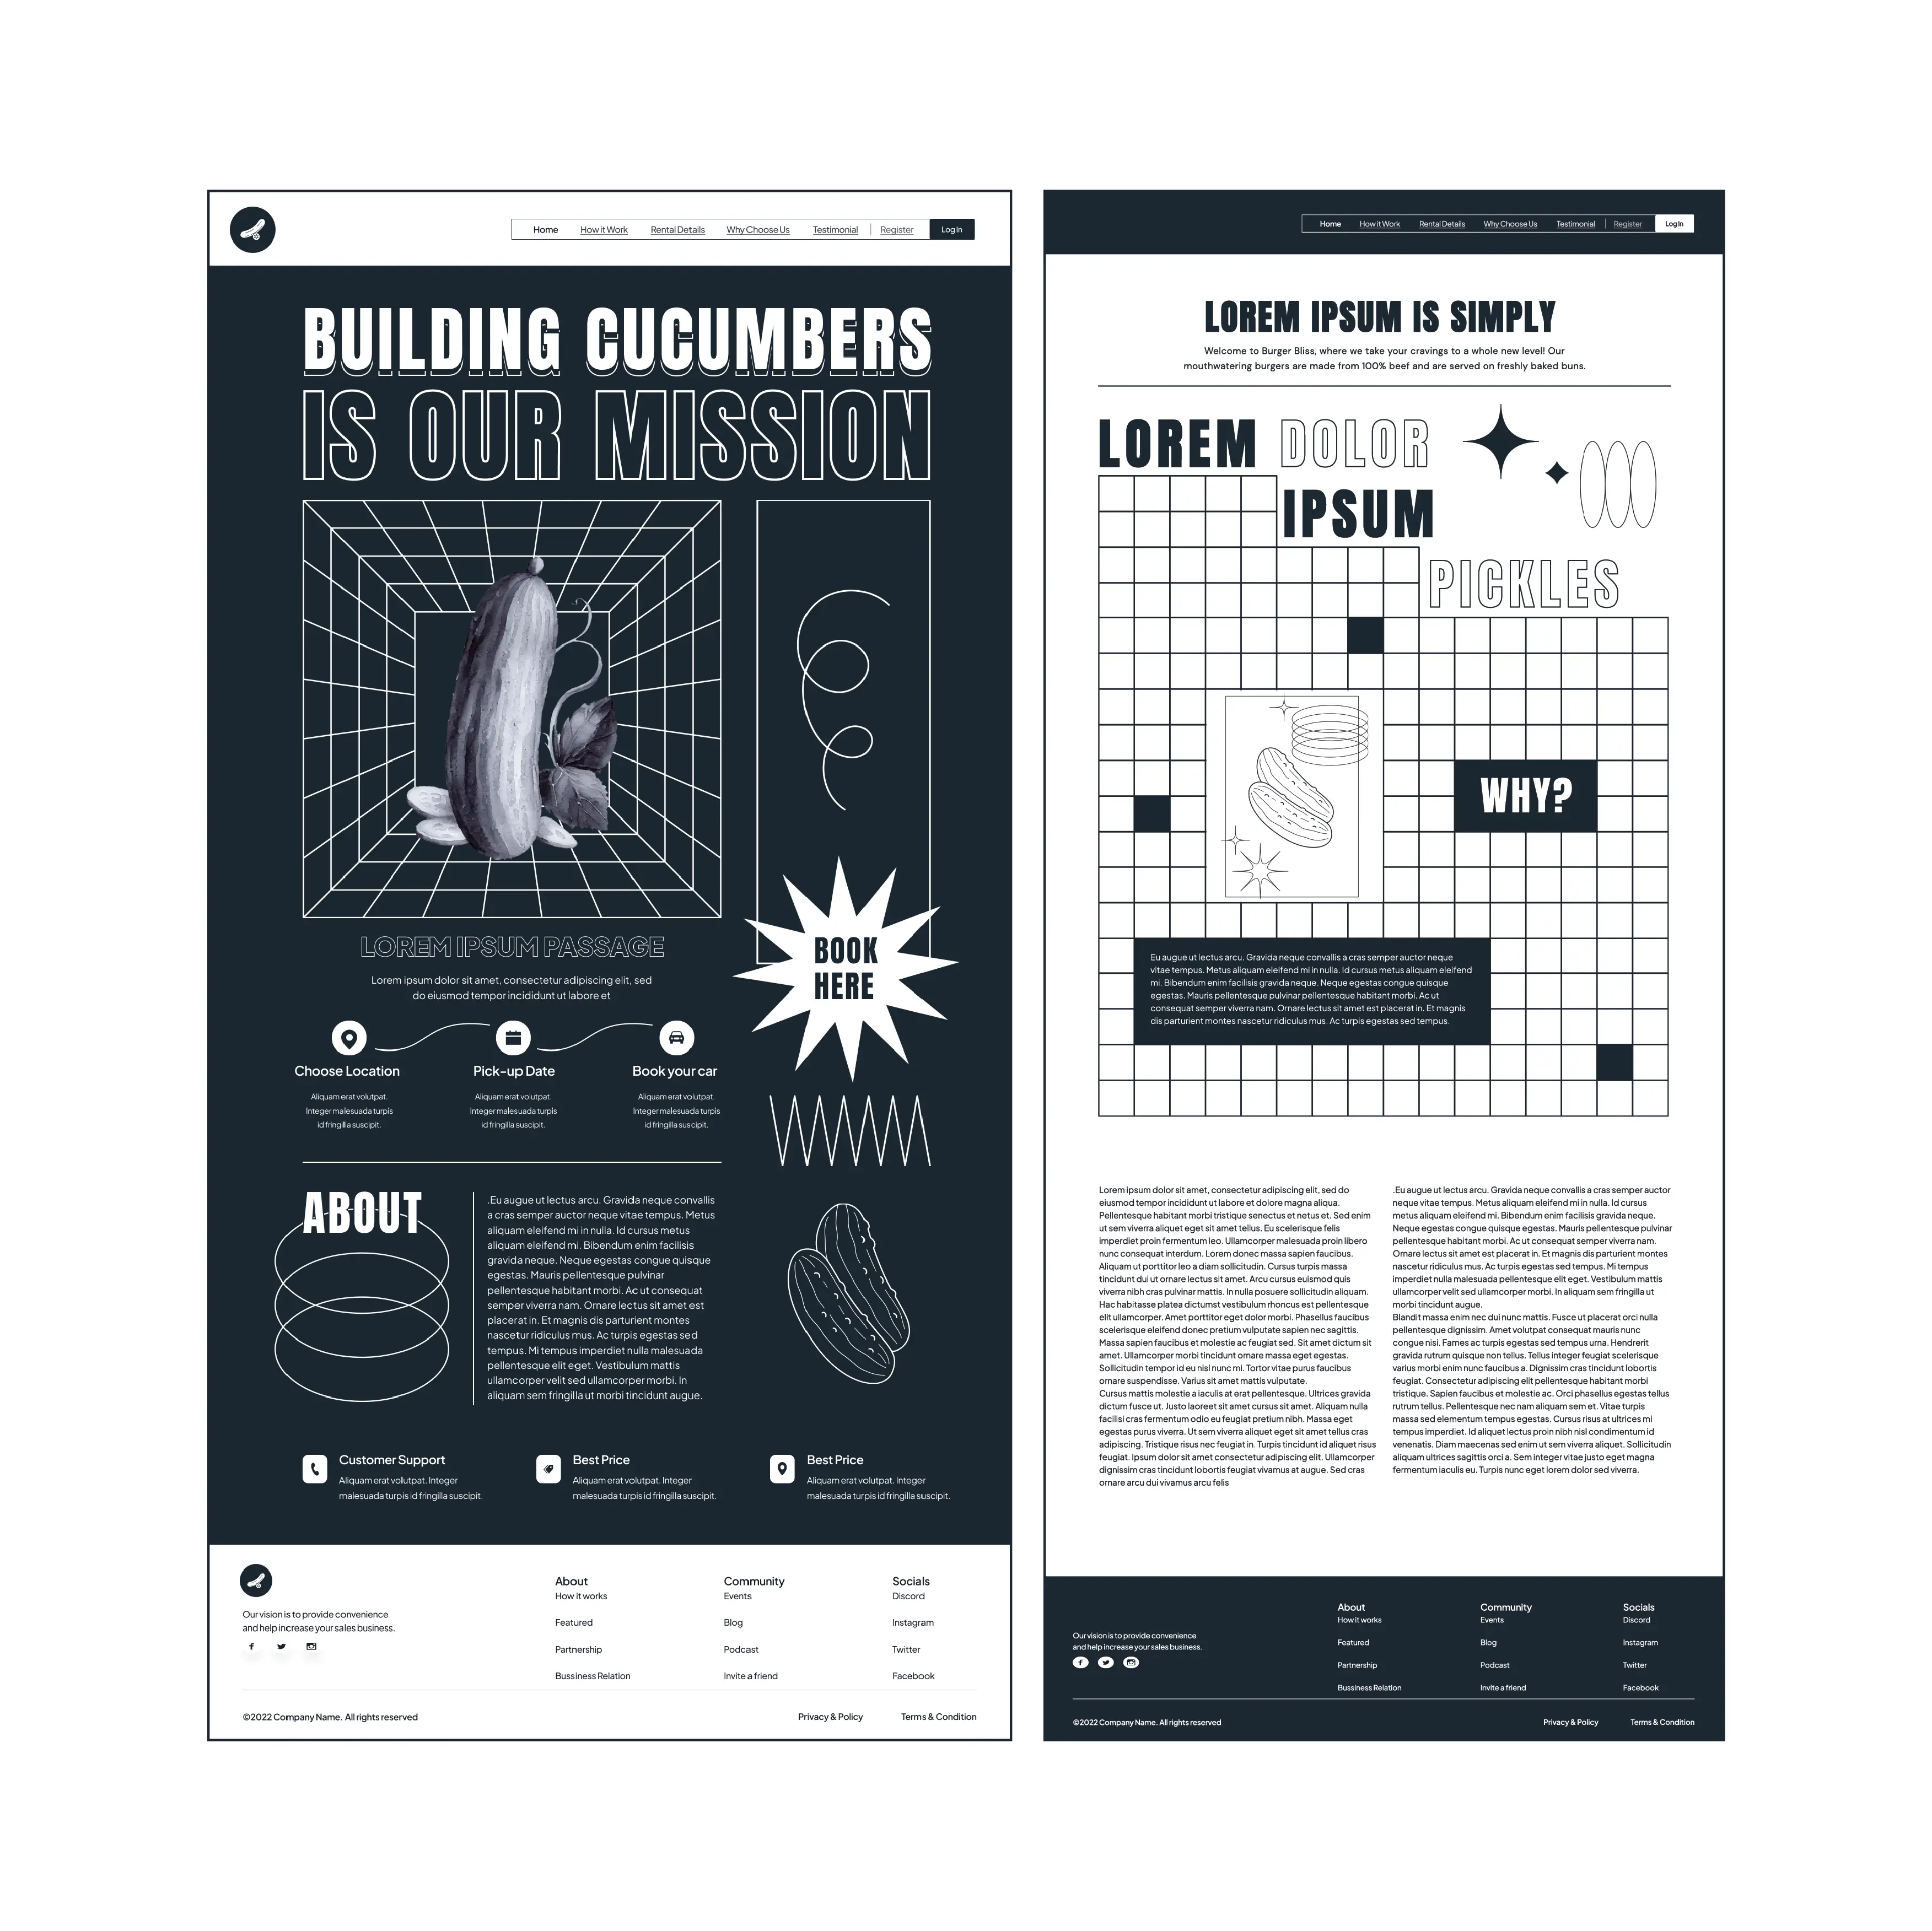 Home How it Work Rental Details Why Choose Us Testimonial Register Log In
BUILDING CUCUMBERS
IS OUR MISSION
BOOK
HERE
LOREM IPSUM PASSAGE
Lorem ipsum dolor sit amet, consectetur adipiscing elit, sed
do eiusmod tempor incididunt ut labore et
Choose Location
Aliquam erat volutpat.
Integer malesuada turpis
id fringilla suscipit.
Pick-up Date
Aliquam erat volutpat.
Integer malesuada turpis
id fringilla suscipit.
Book your car
Aliquam erat volutpat.
Integer malesuada turpis
id fringilla suscipit.
ABOUT
.Eu augue ut lectus arcu. Gravida neque convallis
a cras semper auctor neque vitae tempus. Metus
aliquam eleifend mi in nulla. Id cursus metus
aliquam eleifend mi. Bibendum enim facilisis
gravida neque. Neque egestas congue quisque
egestas. Mauris pellentesque pulvinar
pellentesque habitant morbi. Ac ut consequat
semper viverra nam. Ornare lectus sit amet est
placerat in. Et magnis dis parturient montes
nascetur ridiculus mus. Ac turpis egestas sed
tempus. Mi tempus imperdiet nulla malesuada
pellentesque elit eget. Vestibulum mattis
ullamcorper velit sed ullamcorper morbi. In
aliquam sem fringilla ut morbi tincidunt augue.
Customer Support
Aliquam erat volutpat. Integer
malesuada turpis id fringilla suscipit.
Best Price
Aliquam erat volutpat. Integer
malesuada turpis id fringilla suscipit.
Best Price
Aliquam erat volutpat. Integer
malesuada turpis id fringilla suscipit.
Our vision is to provide convenience
and help increase your sales business.
About
How it works
Featured
Partnership
Bussiness Relation
Community
Events
Blog
Podcast
Invite a friend
Socials
Discord
Instagram
Twitter
Facebook
©2022 Company Name. All rights reserved
Privacy & Policy
Terms & Condition
Home How it Work Rental Details Why Choose Us Testimonial Register Log In
LOREM IPSUM IS SIMPLY
Welcome to Burger Bliss, where we take your cravings to a whole new level! Our
mouthwatering burgers are made from 100% beef and are served on freshly baked buns.
LOREM DOLOR
IPSUM
PICKLES
WHY?
Eu augue ut lectus arcu. Gravida neque convallis a cras semper auctor neque
vitae tempus. Metus aliquam eleifend mi in nulla. Id cursus metus aliquam eleifend
mi. Bibendum enim facilisis gravida neque. Neque egestas congue quisque
egestas. Mauris pellentesque pulvinar pellentesque habitant morbi. Ac ut
consequat semper viverra nam. Ornare lectus sit amet est placerat in. Et magnis
dis parturient montes nascetur ridiculus mus. Ac turpis egestas sed tempus.
Lorem ipsum dolor sit amet, consectetur adipiscing elit, sed do
eiusmod tempor incididunt ut labore et dolore magna aliqua.
Pellentesque habitant morbi tristique senectus et netus et. Sed enim
ut sem viverra aliquet eget sit amet tellus. Eu scelerisque felis
imperdiet proin fermentum leo. Ullamcorper malesuada proin libero
nunc consequat interdum. Lorem donec massa sapien faucibus.
Aliquam ut porttitor leo a diam sollicitudin. Cursus turpis massa
tincidunt dui ut ornare lectus sit amet. Arcu cursus euismod quis
viverra nibh cras pulvinar mattis. In nulla posuere sollicitudin aliquam.
Hac habitasse platea dictumst vestibulum rhoncus est pellentesque
elit ullamcorper. Amet porttitor eget dolor morbi. Phasellus faucibus
scelerisque eleifend donec pretium vulputate sapien nec sagittis.
Massa sapien faucibus et molestie ac feugiat sed. Sit amet dictum sit
amet. Ullamcorper morbi tincidunt ornare massa eget egestas.
Sollicitudin tempor id eu nisl nunc mi. Tortor vitae purus faucibus
ornare suspendisse. Varius sit amet mattis vulputate.
Cursus mattis molestie a iaculis at erat pellentesque. Ultrices gravida
dictum fusce ut. Justo laoreet sit amet cursus sit amet. Aliquam nulla
facilisi cras fermentum odio eu feugiat pretium nibh. Massa eget
egestas purus viverra. Ut sem viverra aliquet eget sit amet tellus cras
adipiscing. Tristique risus nec feugiat in. Turpis tincidunt id aliquet risus
feugiat. Ipsum dolor sit amet consectetur adipiscing elit. Ullamcorper
dignissim cras tincidunt lobortis feugiat vivamus at augue. Sed cras
ornare arcu dui vivamus arcu felis
.Eu augue ut lectus arcu. Gravida neque convallis a cras semper auctor
neque vitae tempus. Metus aliquam eleifend mi in nulla. Id cursus
metus aliquam eleifend mi. Bibendum enim facilisis gravida neque.
Neque egestas congue quisque egestas. Mauris pellentesque pulvinar
pellentesque habitant morbi. Ac ut consequat semper viverra nam.
Ornare lectus sit amet est placerat in. Et magnis dis parturient montes
nascetur ridiculus mus. Ac turpis egestas sed tempus. Mi tempus
imperdiet nulla malesuada pellentesque elit eget. Vestibulum mattis
ullamcorper velit sed ullamcorper morbi. In aliquam sem fringilla ut
morbi tincidunt augue.
Blandit massa enim nec dui nunc mattis. Fusce ut placerat orci nulla
pellentesque dignissim. Amet volutpat consequat mauris nunc
congue nisi. Fames ac turpis egestas sed tempus urna. Hendrerit
gravida rutrum quisque non tellus. Tellus integer feugiat scelerisque
varius morbi enim nunc faucibus a. Dignissim cras tincidunt lobortis
feugiat. Consectetur adipiscing elit pellentesque habitant morbi
tristique. Sapien faucibus et molestie ac. Orci phasellus egestas tellus
rutrum tellus. Pellentesque nec nam aliquam sem et. Vitae turpis
massa sed elementum tempus egestas. Cursus risus at ultrices mi
tempus imperdiet. Id aliquet lectus proin nibh nisl condimentum id
venenatis. Diam maecenas sed enim ut sem viverra aliquet. Sollicitudin
aliquam ultrices sagittis orci a. Sem integer vitae justo eget magna
fermentum iaculis eu. Turpis nunc eget lorem dolor sed viverra.
Our vision is to provide convenience
and help increase your sales business.
About
How it works
Featured
Partnership
Bussiness Relation
Community
Events
Blog
Podcast
Invite a friend
Socials
Discord
Instagram
Twitter
Facebook
©2022 Company Name. All rights reserved
Privacy & Policy
Terms & Condition